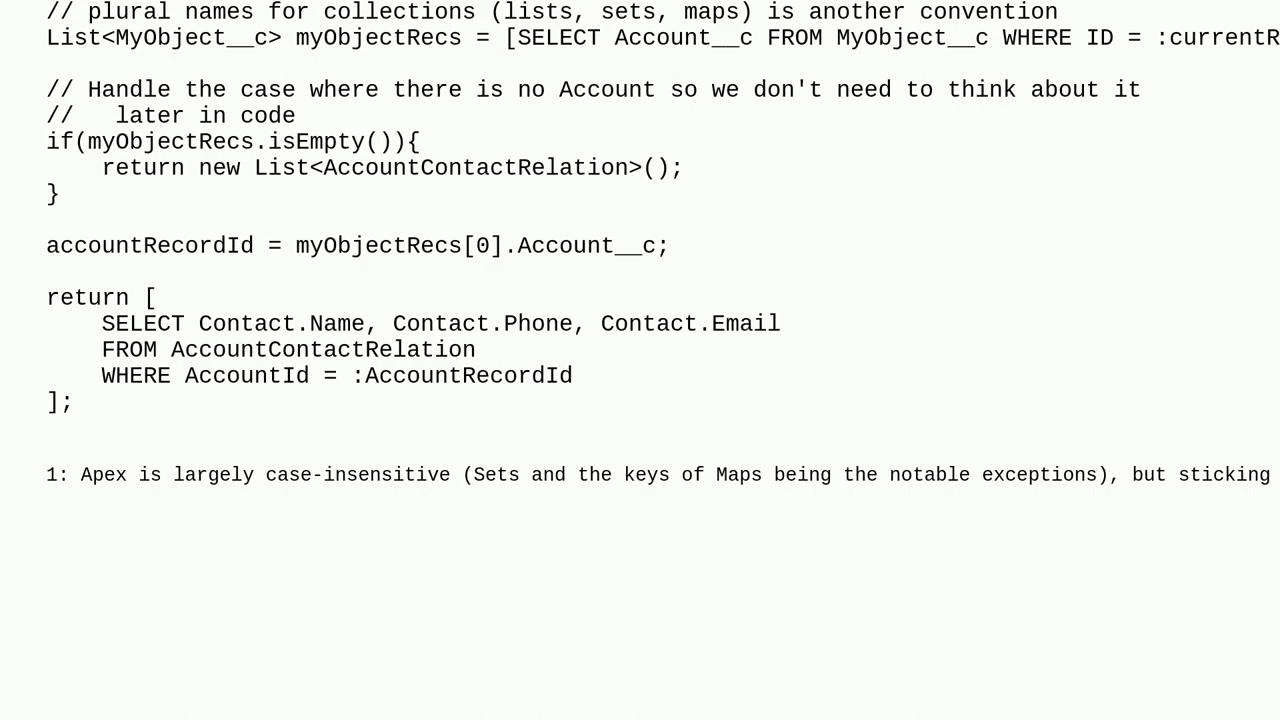 // plural names for collections (lists, sets, maps) is another convention
List<MyObject__c> myObjectRecs = [SELECT Account__c FROM MyObject__c WHERE ID = :currentR
// Handle the case where there is no Account so we don't need to think about it
//   later in code
if(myObjectRecs.isEmpty()){
    return new List<AccountContactRelation>();
}
accountRecordId = myObjectRecs[0].Account__c;
return [
    SELECT Contact.Name, Contact.Phone, Contact.Email
    FROM AccountContactRelation
    WHERE AccountId = :AccountRecordId
];
1: Apex is largely case-insensitive (Sets and the keys of Maps being the notable exceptions), but sticking